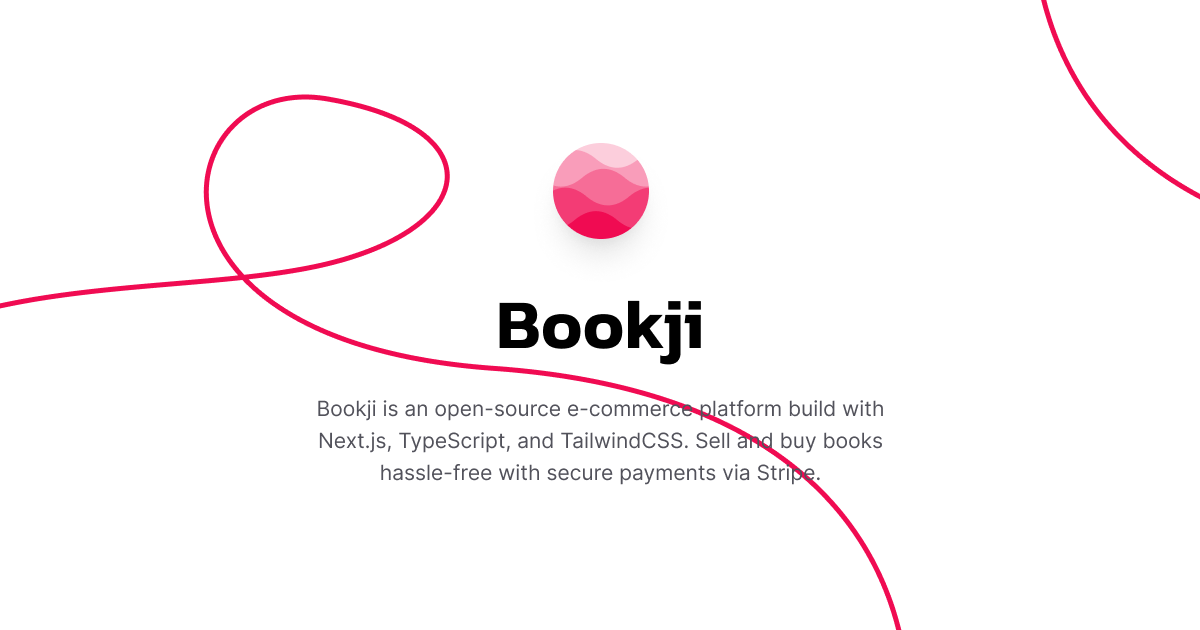 Bookji
Bookji is an open-source e-commerce platform build with
Next.js, TypeScript, and TailwindCSS. Sell and buy books
hassle-free with secure payments via Stripe.